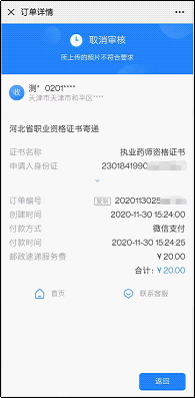 订单详情
取消审核
所上传的照片不符合要求
收 测* 0201****
天津市天津市和平区****
河北省职业资格证书寄递
证书名称 执业药师资格证书
申请人身份证 2301841990
订单编号 复制 2020113025
创建时间 2020-11-30 15:24:00
付款方式 微信支付
付款时间 2020-11-30 15:24:25
邮政速递服务费 ¥20.00
合计：¥20.00
首页 联系客服
返回